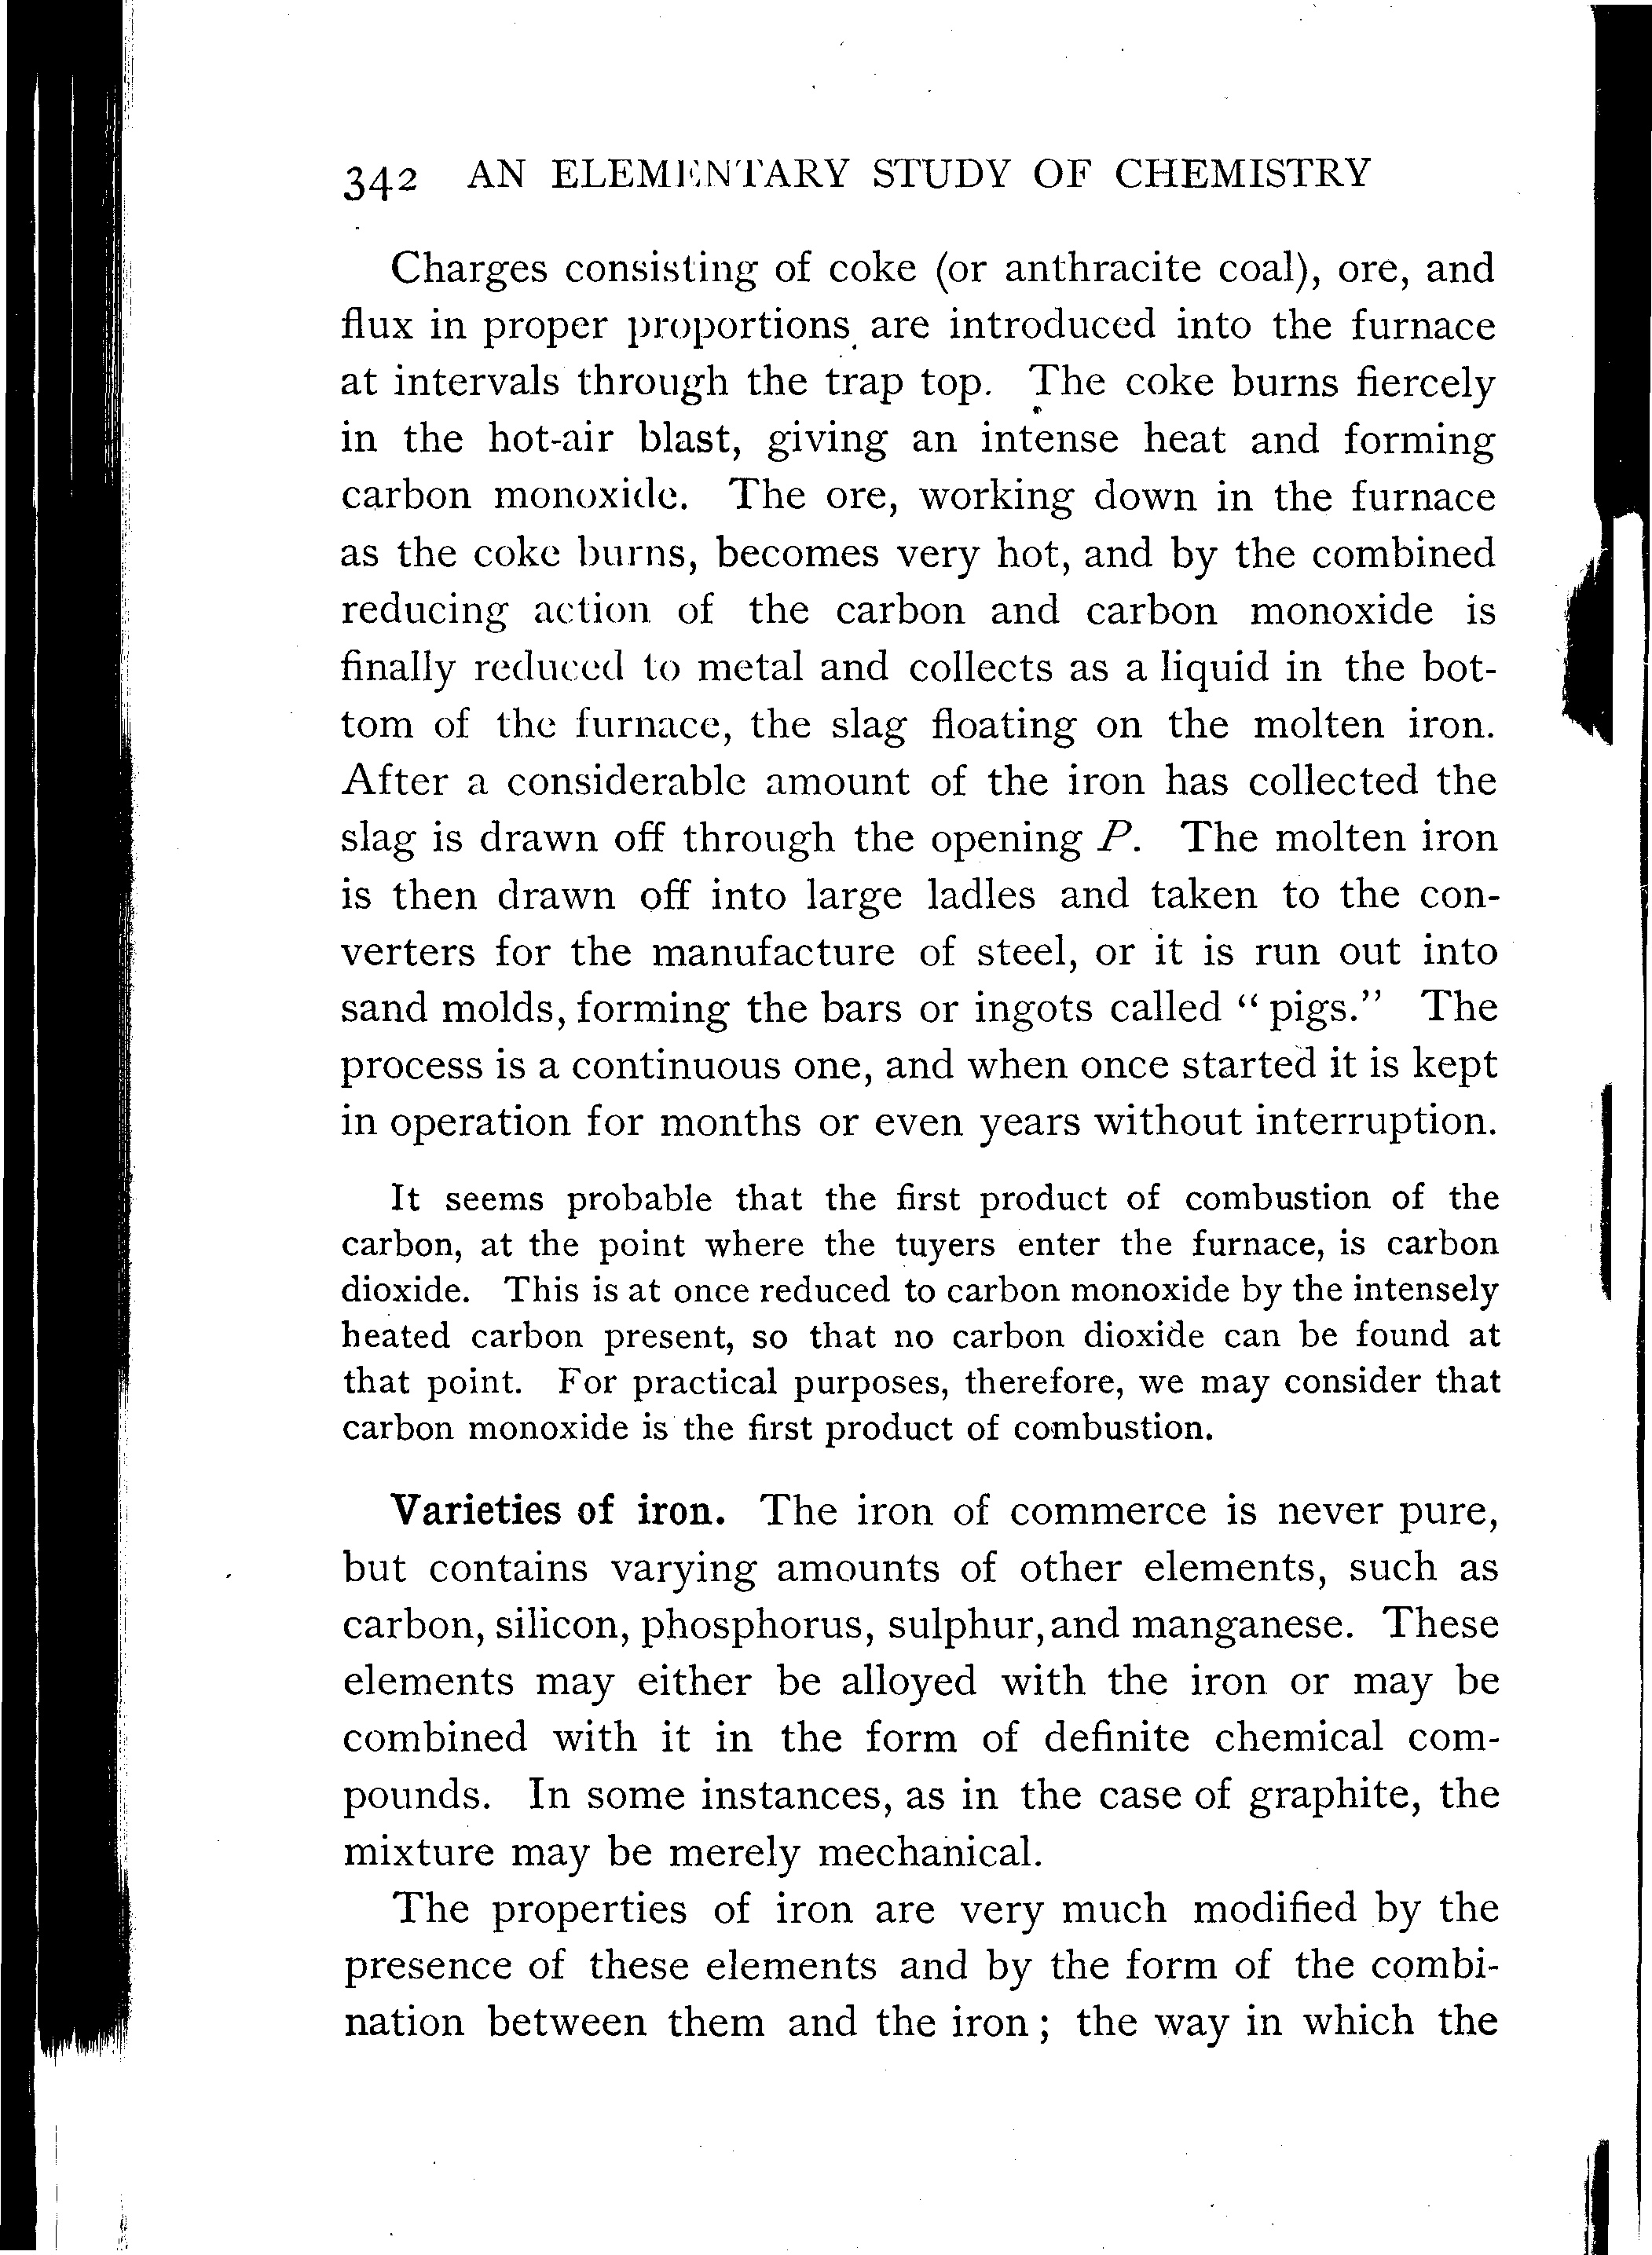 342 AN ELEMENTARY STUDY OF CHEMISTRY
Charges consisting of coke (or anthracite coal), ore, and
flux in proper proportions are introduced into the furnace
at intervals through the trap top. The coke burns fiercely
in the hot-air blast, giving an intense heat and forming
carbon monoxide. The ore, working down in the furnace
as the coke burns, becomes very hot, and by the combined
reducing action of the carbon and carbon monoxide is
finally reduced to metal and collects as a liquid in the bot-
tom of the furnace, the slag floating on the molten iron.
After a considerable amount of the iron has collected the
slag is drawn off through the opening P. The molten iron
is then drawn off into large ladles and taken to the con-
verters for the manufacture of steel, or it is run out into
sand molds, forming the bars or ingots called “ pigs.” The
process is a continuous one, and when once started it is kept
in operation for months or even years without interruption.
It seems probable that the first product of combustion of the
carbon, at the point where the tuyers enter the furnace, is carbon
dioxide. This is at once reduced to carbon monoxide by the intensely
heated carbon present, so that no carbon dioxide can be found at
that point. For practical purposes, therefore, we may consider that
carbon monoxide is the first product of combustion.
Varieties of iron. The iron of commerce is never pure,
but contains varying amounts of other elements, such as
carbon, silicon, phosphorus, sulphur, and manganese. These
elements may either be alloyed with the iron or may be
combined with it in the form of definite chemical com-
pounds. In some instances, as in the case of graphite, the
mixture may be merely mechanical.
The properties of iron are very much modified by the
presence of these elements and by the form of the combi-
nation between them and the iron ; the way in which the